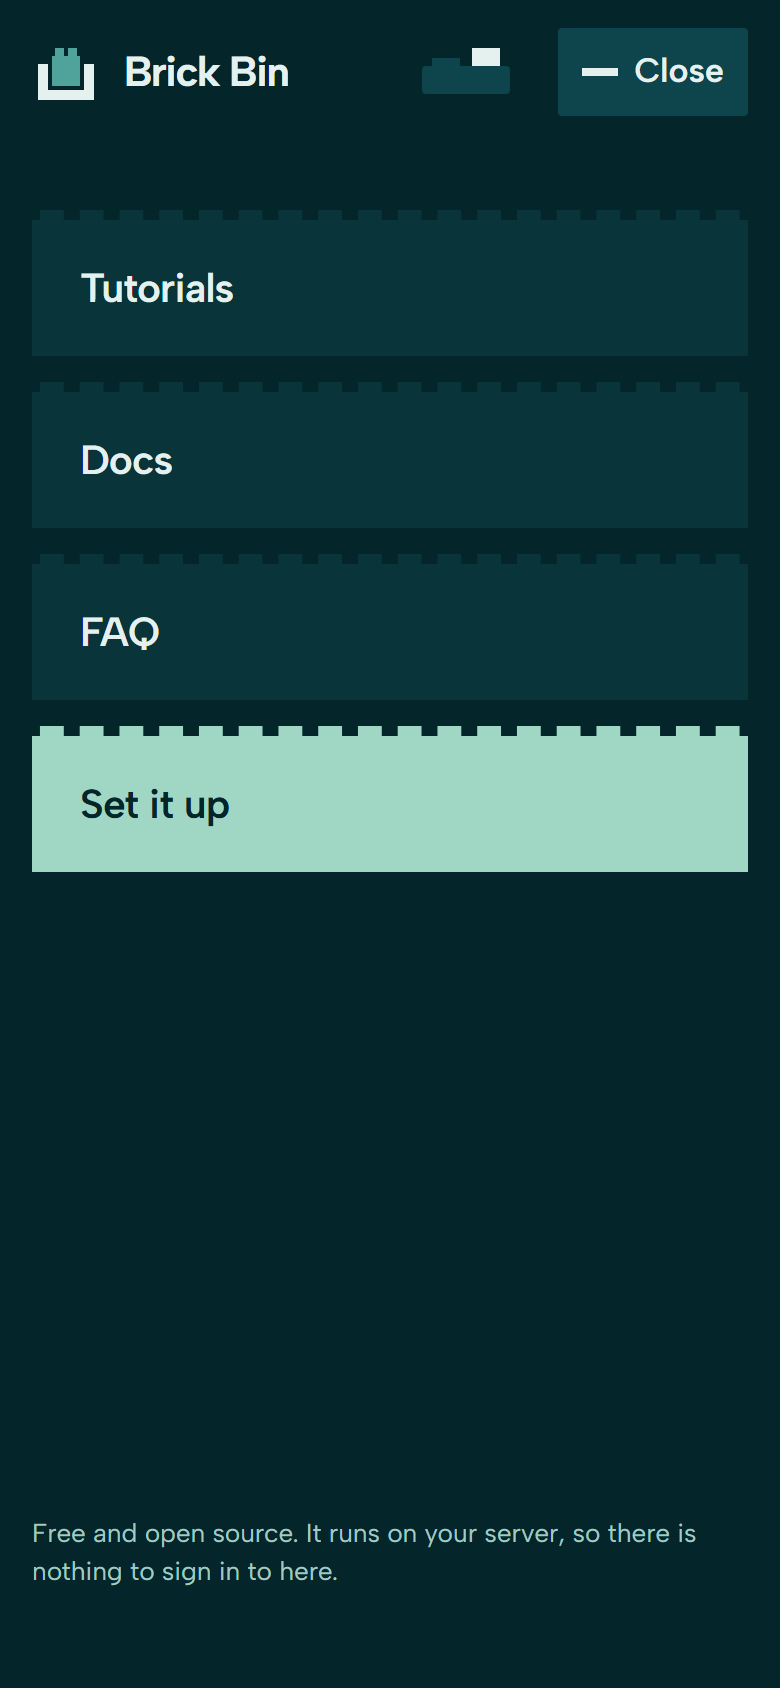 Brick Bin
Close
Tutorials
Docs
FAQ
Set it up
Free and open source. It runs on your server, so there is
nothing to sign in to here.